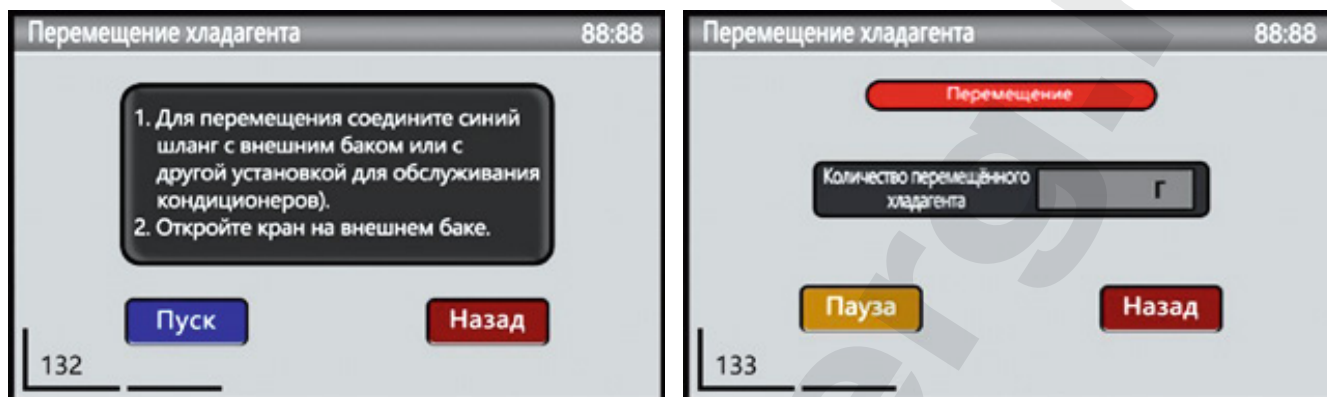 Перемещение хладагента 88:88
1. Для перемещения соедините синий
шланг с внешним баком или с
другой установкой для обслуживания
кондиционеров).
2. Откройте кран на внешнем баке.
Пуск Назад
132
Перемещение хладагента 88:88
Перемещение
Количество перемещённого
хладагента
Г
Пауза Назад
133